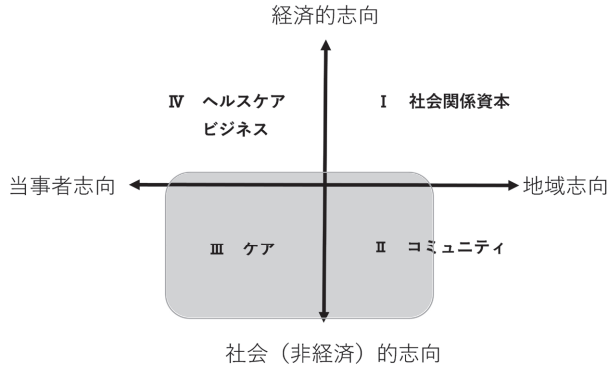 経済的志向
Ⅳ ヘルスケア
ビジネス
Ⅰ 社会関係資本
当事者志向
地域志向
Ⅲ ケア
Ⅱ コミュニティ
社会（非経済）的志向